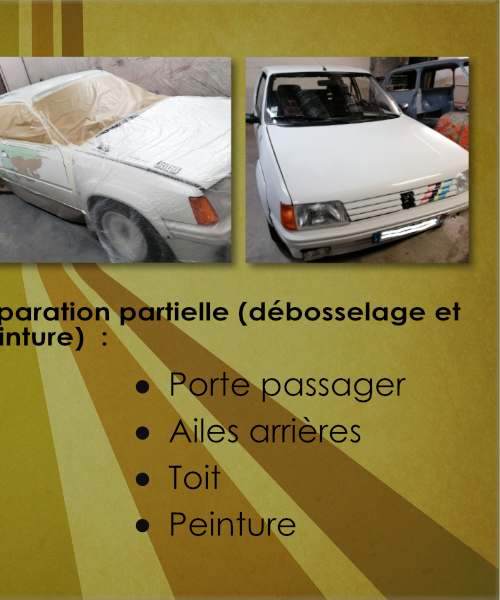 paration partielle (débosselage et
inture) :
● Porte passager
● Ailes arrières
● Toit
● Peinture